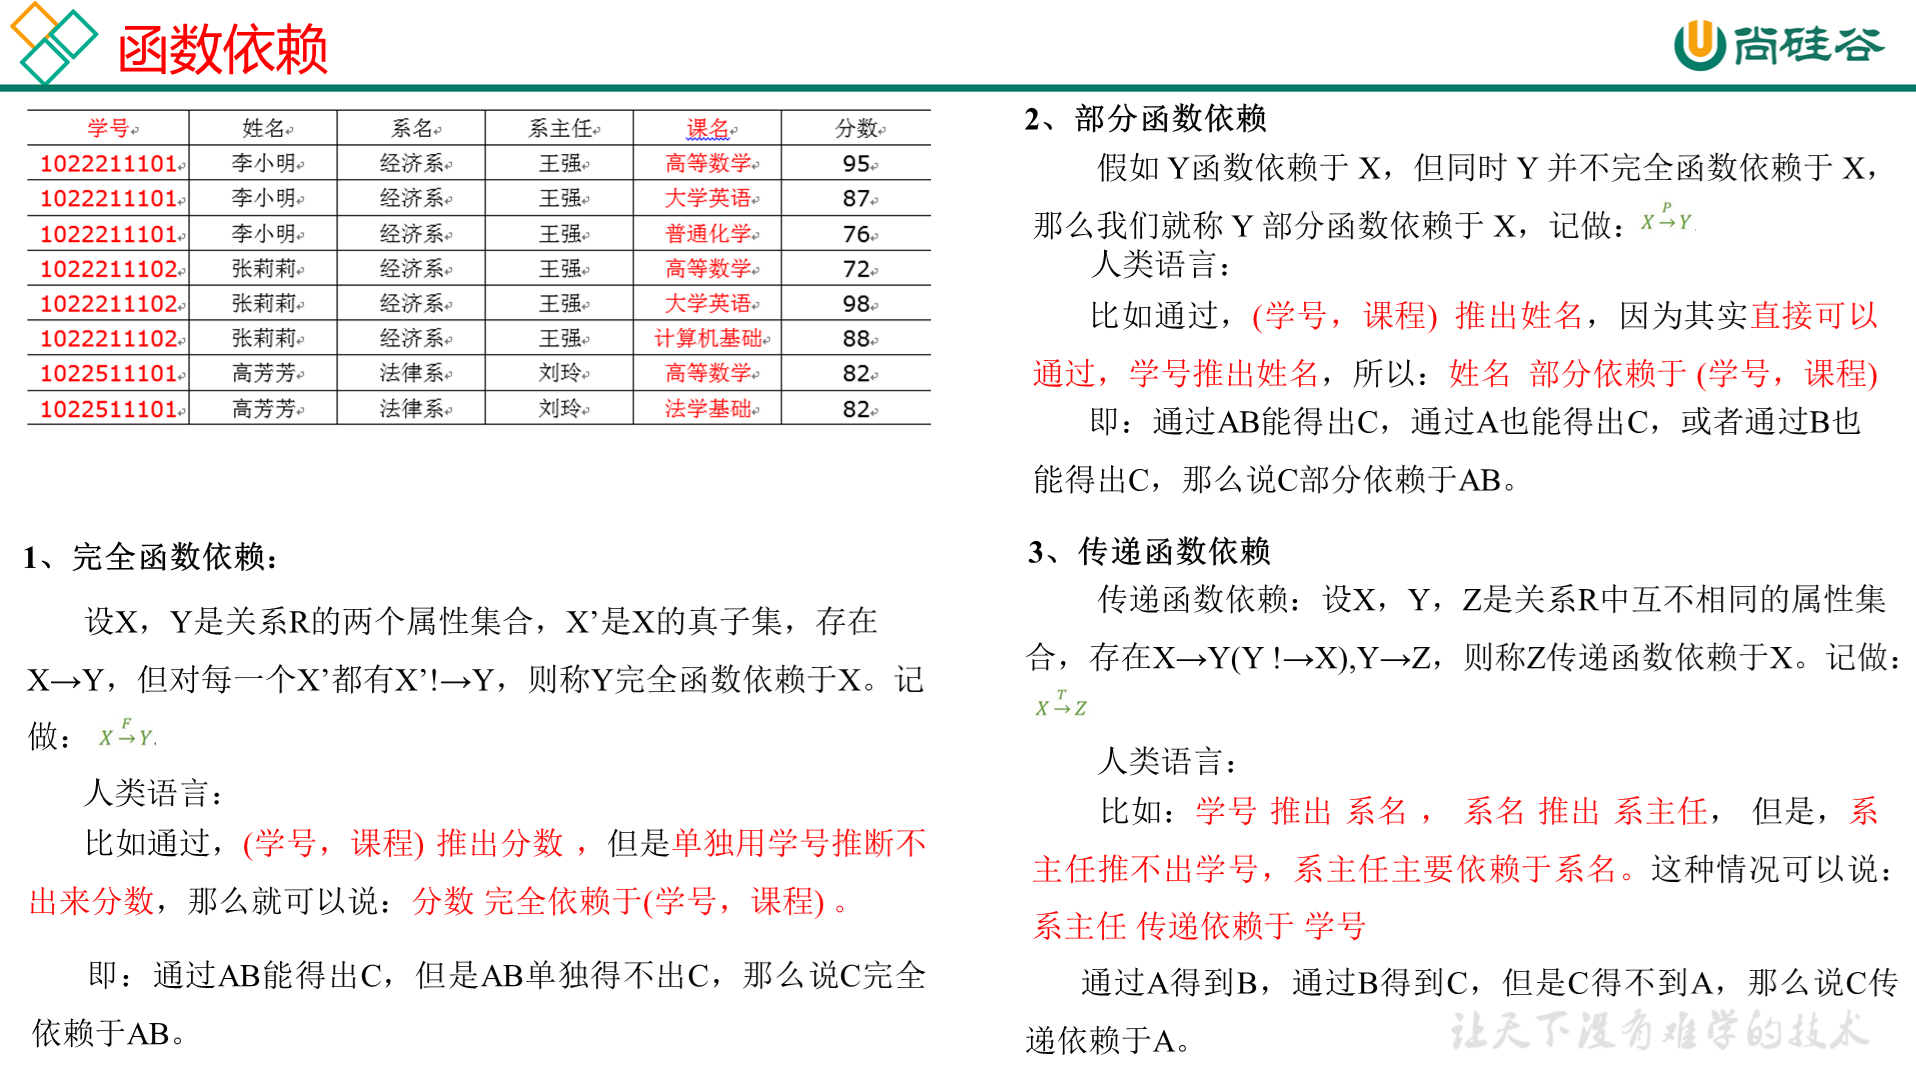 函数依赖
尚硅谷
学号 姓名 系名 系主任 课名 分数
1022211101 李小明 经济系 王强 高等数学 95
1022211101 李小明 经济系 王强 大学英语 87
1022211101 李小明 经济系 王强 普通化学 76
1022211102 张莉莉 经济系 王强 高等数学 72
1022211102 张莉莉 经济系 王强 大学英语 98
1022211102 张莉莉 经济系 王强 计算机基础 88
1022511101 高芳芳 法律系 刘玲 高等数学 82
1022511101 高芳芳 法律系 刘玲 法学基础 82
1、完全函数依赖：
设X，Y是关系R的两个属性集合，X’是X的真子集，存在
X→Y，但对每一个X’都有X’!→Y，则称Y完全函数依赖于X。记
做： X F→ Y.
人类语言：
比如通过，(学号，课程) 推出分数 ，但是单独用学号推断不
出来分数，那么就可以说：分数 完全依赖于(学号，课程) 。
即：通过AB能得出C，但是AB单独得不出C，那么说C完全
依赖于AB。
2、部分函数依赖
假如 Y函数依赖于 X，但同时 Y 并不完全函数依赖于 X，
那么我们就称 Y 部分函数依赖于 X，记做：X P→ Y
人类语言：
比如通过，(学号，课程) 推出姓名，因为其实直接可以
通过，学号推出姓名，所以：姓名 部分依赖于 (学号，课程)
即：通过AB能得出C，通过A也能得出C，或者通过B也
能得出C，那么说C部分依赖于AB。
3、传递函数依赖
传递函数依赖：设X，Y，Z是关系R中互不相同的属性集
合，存在X→Y(Y !→X),Y→Z，则称Z传递函数依赖于X。记做：
X T→ Z
人类语言：
比如：学号 推出 系名 ， 系名 推出 系主任， 但是，系
主任推不出学号，系主任主要依赖于系名。这种情况可以说：
系主任 传递依赖于 学号
通过A得到B，通过B得到C，但是C得不到A，那么说C传
递依赖于A。
让天下没有难学的技术